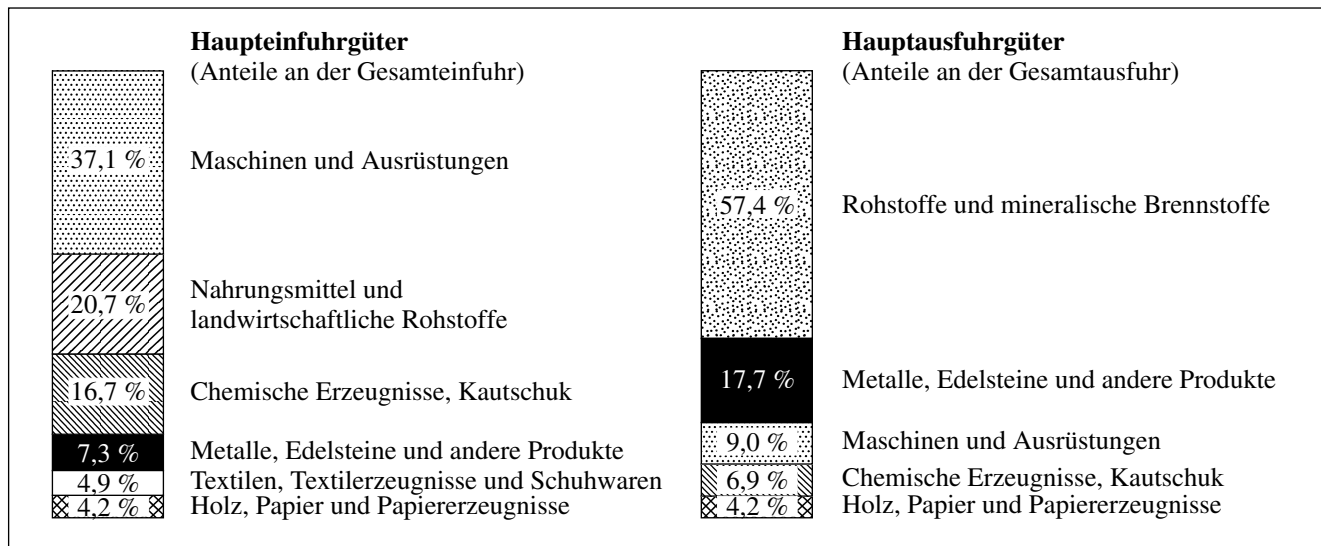 Haupteinfuhrgüter
(Anteile an der Gesamteinfuhr)
37,1 % Maschinen und Ausrüstungen
20,7 % Nahrungsmittel und
landwirtschaftliche Rohstoffe
16,7 % Chemische Erzeugnisse, Kautschuk
7,3 % Metalle, Edelsteine und andere Produkte
4,9 % Textilen, Textilerzeugnisse und Schuhwaren
4,2 % Holz, Papier und Papiererzeugnisse
Hauptausfuhrgüter
(Anteile an der Gesamtausfuhr)
57,4 % Rohstoffe und mineralische Brennstoffe
17,7 % Metalle, Edelsteine und andere Produkte
9,0 % Maschinen und Ausrüstungen
6,9 % Chemische Erzeugnisse, Kautschuk
4,2 % Holz, Papier und Papiererzeugnisse